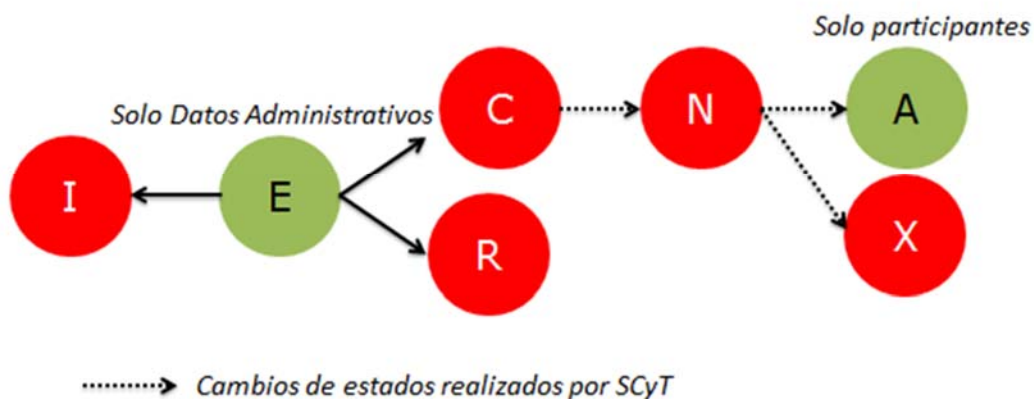 Solo participantes
Solo Datos Administrativos
C
N
A
I
E
R
X
Cambios de estados realizados por SCyT